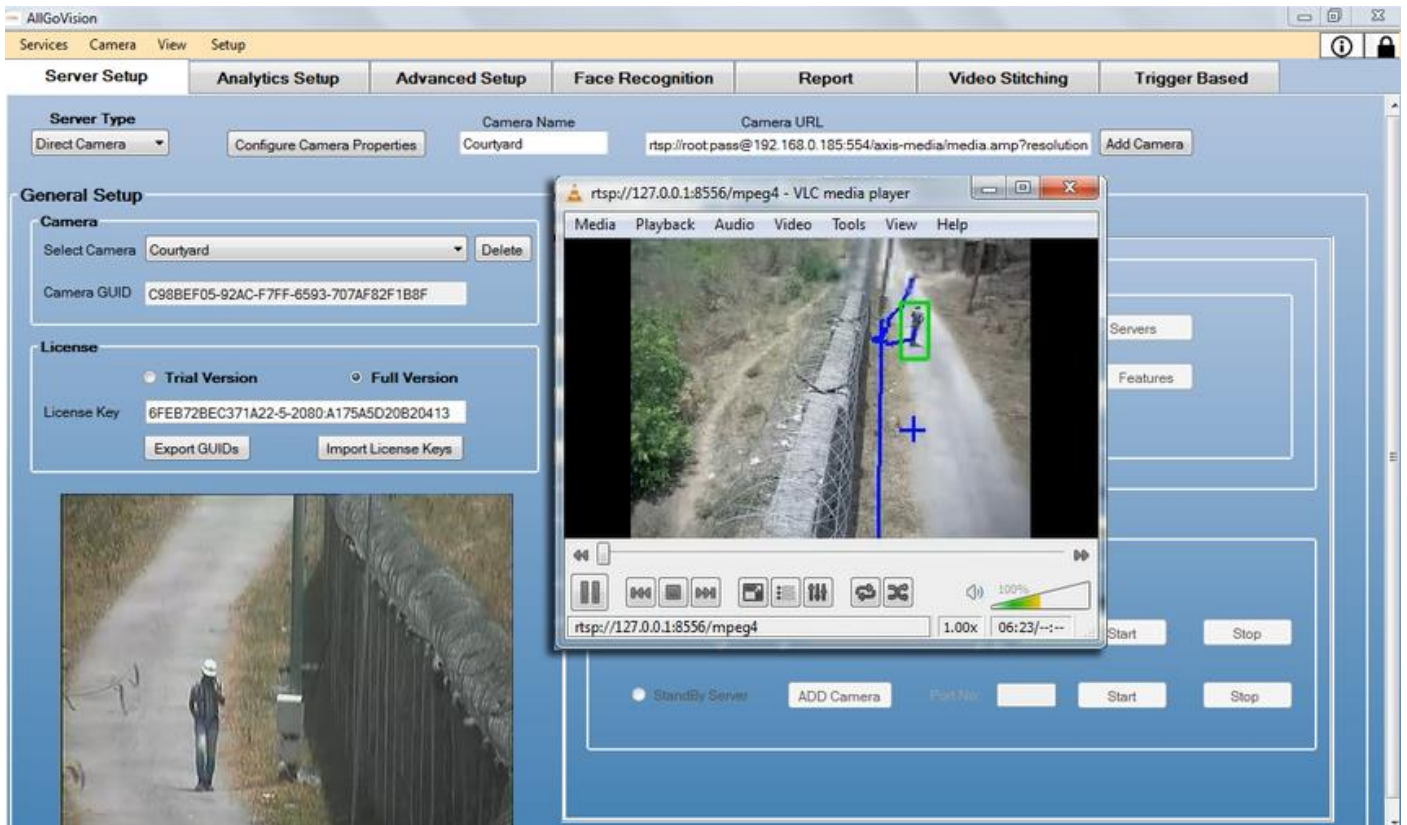 AllGoVision
Services Camera View Setup
Server Setup Analytics Setup Advanced Setup Face Recognition Report Video Stitching Trigger Based
Server Type
Direct Camera
Configure Camera Properties
Camera Name
Courtyard
Camera URL
rtsp://root:pass@192.168.0.185:554/axis-media/media.amp?resolution
Add Camera
General Setup
Camera
Select Camera Courtyard Delete
Camera GUID C98BEF05-92AC-F7FF-6593-707AF82F1B8F
License
Trial Version Full Version
License Key 6FEB72BEC371A22-5-2080:A175A5D20B20413
Export GUIDs Import License Keys
rtsp://127.0.0.1:8556/mpeg4 - VLC media player
Media Playback Audio Video Tools View Help
100%
rtsp://127.0.0.1:8556/mpeg4 1.00x 06:23/--:--
Servers
Features
Start Stop
StandBy Server ADD Camera Port No: Start Stop